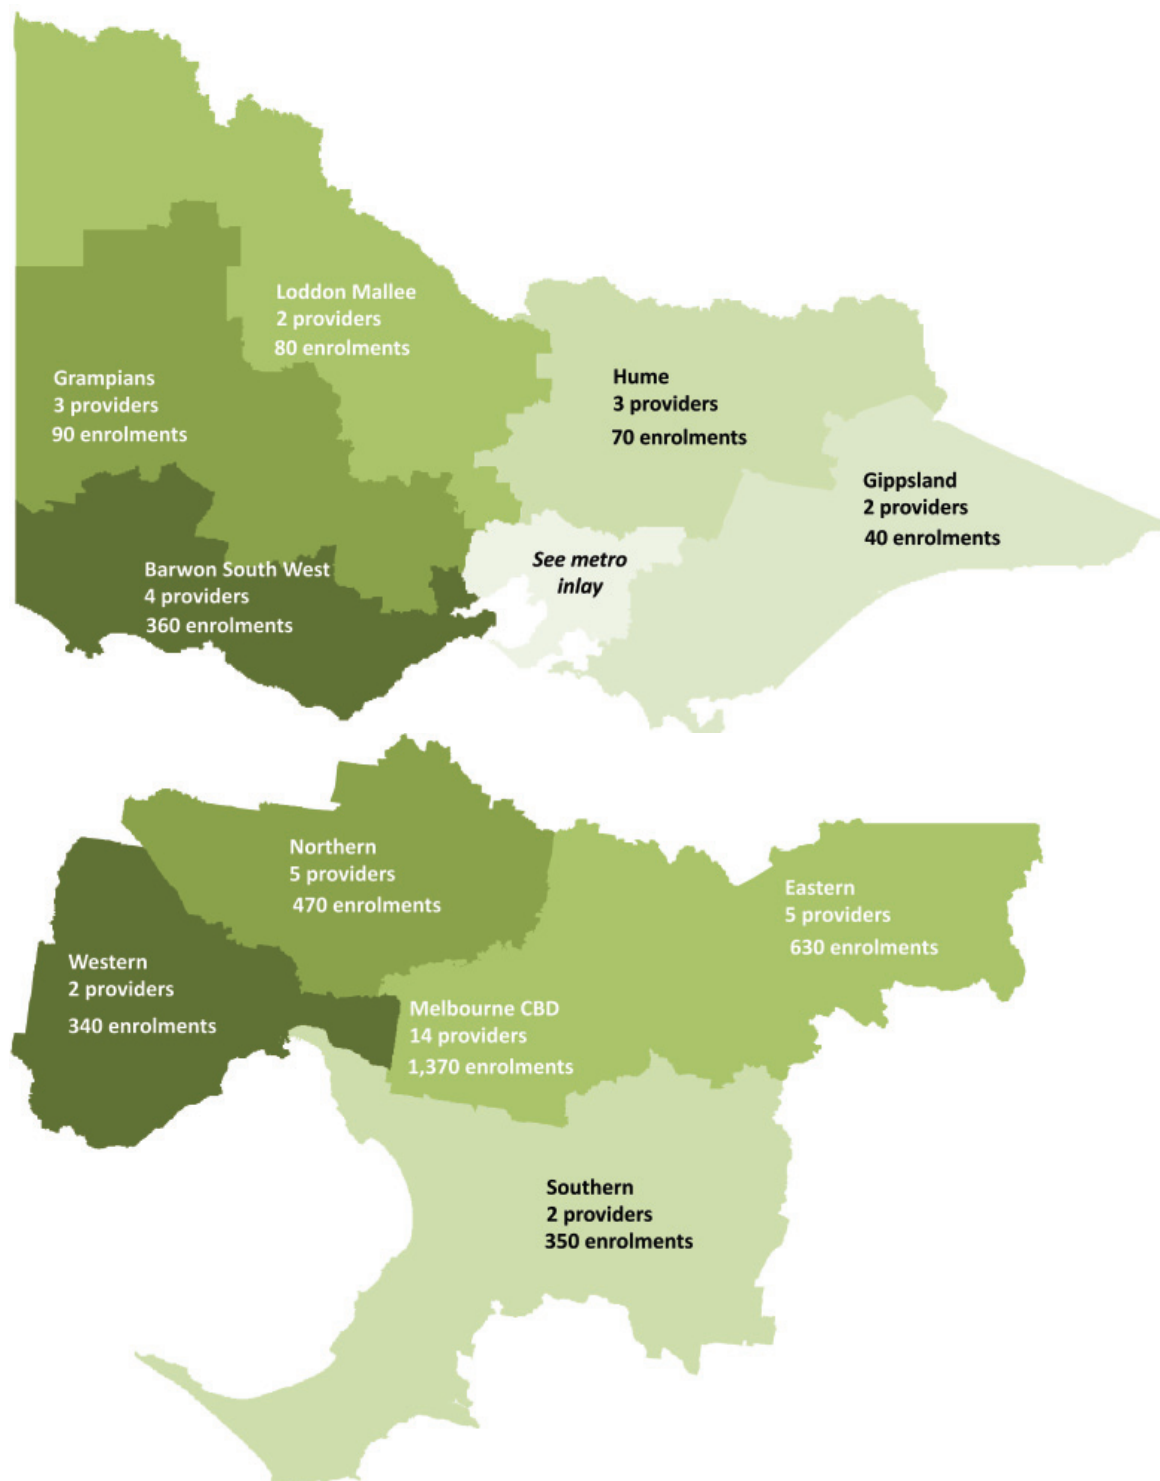 Loddon Mallee
2 providers
80 enrolments
Grampians
3 providers
90 enrolments
Hume
3 providers
70 enrolments
Gippsland
2 providers
40 enrolments
See metro
inlay
Barwon South West
4 providers
360 enrolments
Northern
5 providers
470 enrolments
Eastern
5 providers
630 enrolments
Western
2 providers
340 enrolments
Melbourne CBD
14 providers
1,370 enrolments
Southern
2 providers
350 enrolments